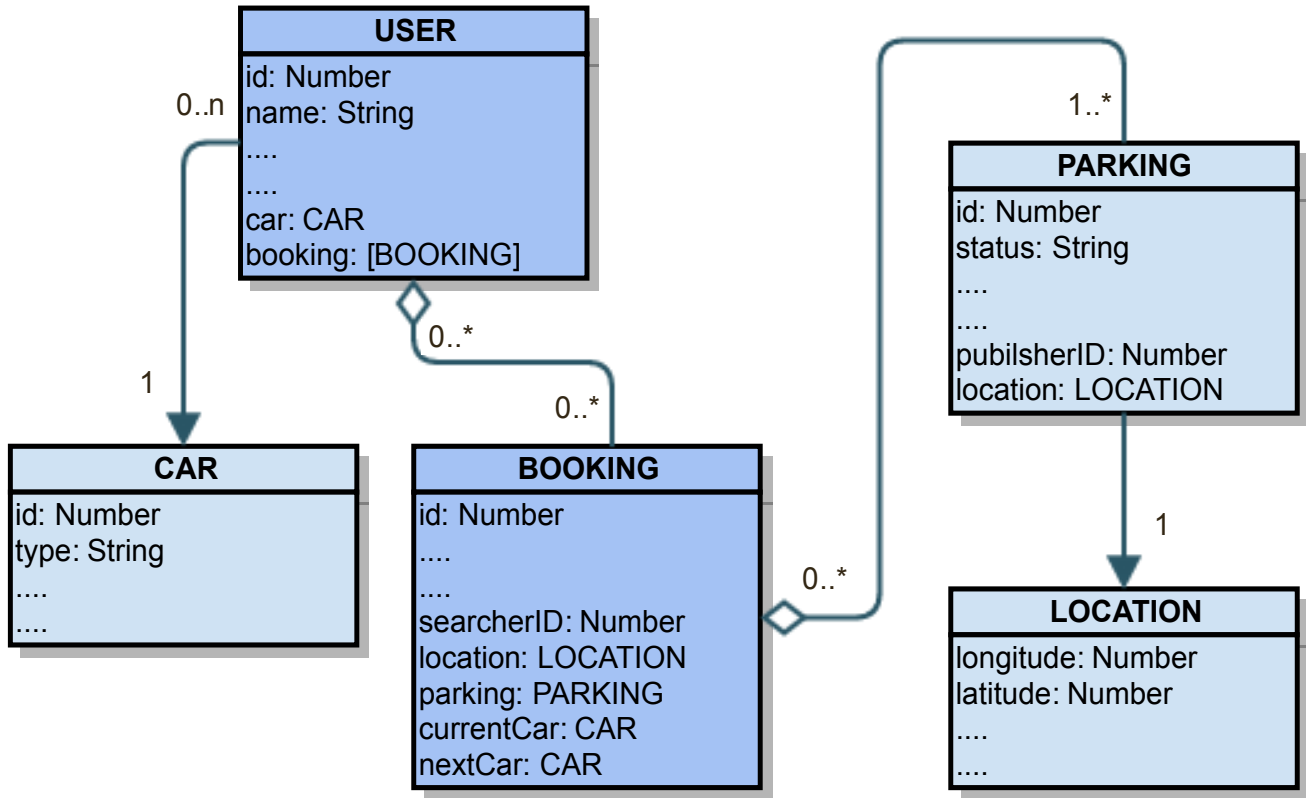 USER
id: Number
name: String
....
....
car: CAR
booking: [BOOKING]
0..n
1
0..*
0..*
CAR
id: Number
type: String
....
....
BOOKING
id: Number
....
....
searcherID: Number
location: LOCATION
parking: PARKING
currentCar: CAR
nextCar: CAR
0..*
1..*
PARKING
id: Number
status: String
....
....
pubilsherID: Number
location: LOCATION
1
LOCATION
longitude: Number
latitude: Number
....
....